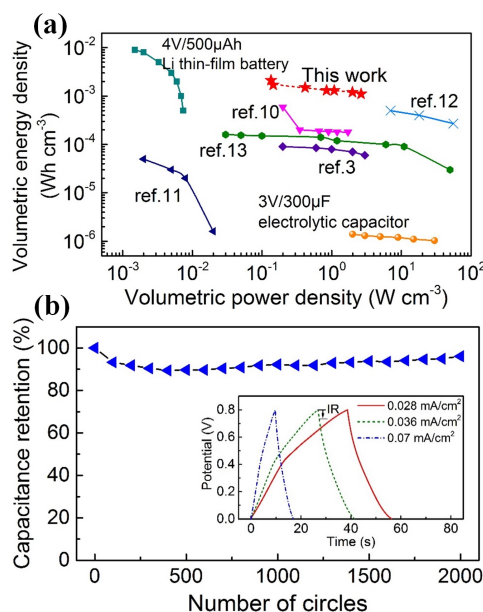 (a)
Volumetric energy density
(Wh cm⁻³)
10⁻²
10⁻³
10⁻⁴
10⁻⁵
10⁻⁶
4V/500μAh
Li thin-film battery
This work
ref.10
ref.12
ref.13
ref.3
ref.11
3V/300μF
electrolytic capacitor
10⁻³ 10⁻² 10⁻¹ 10⁰ 10¹ 10²
Volumetric power density (W cm⁻³)
(b)
Capacitance retention (%)
100
80
60
40
20
0
0 500 1000 1500 2000
Number of circles
Potential (V)
0.8
0.6
0.4
0.2
0.0
IR
0.028 mA/cm²
0.036 mA/cm²
0.07 mA/cm²
0 20 40 60 80
Time (s)